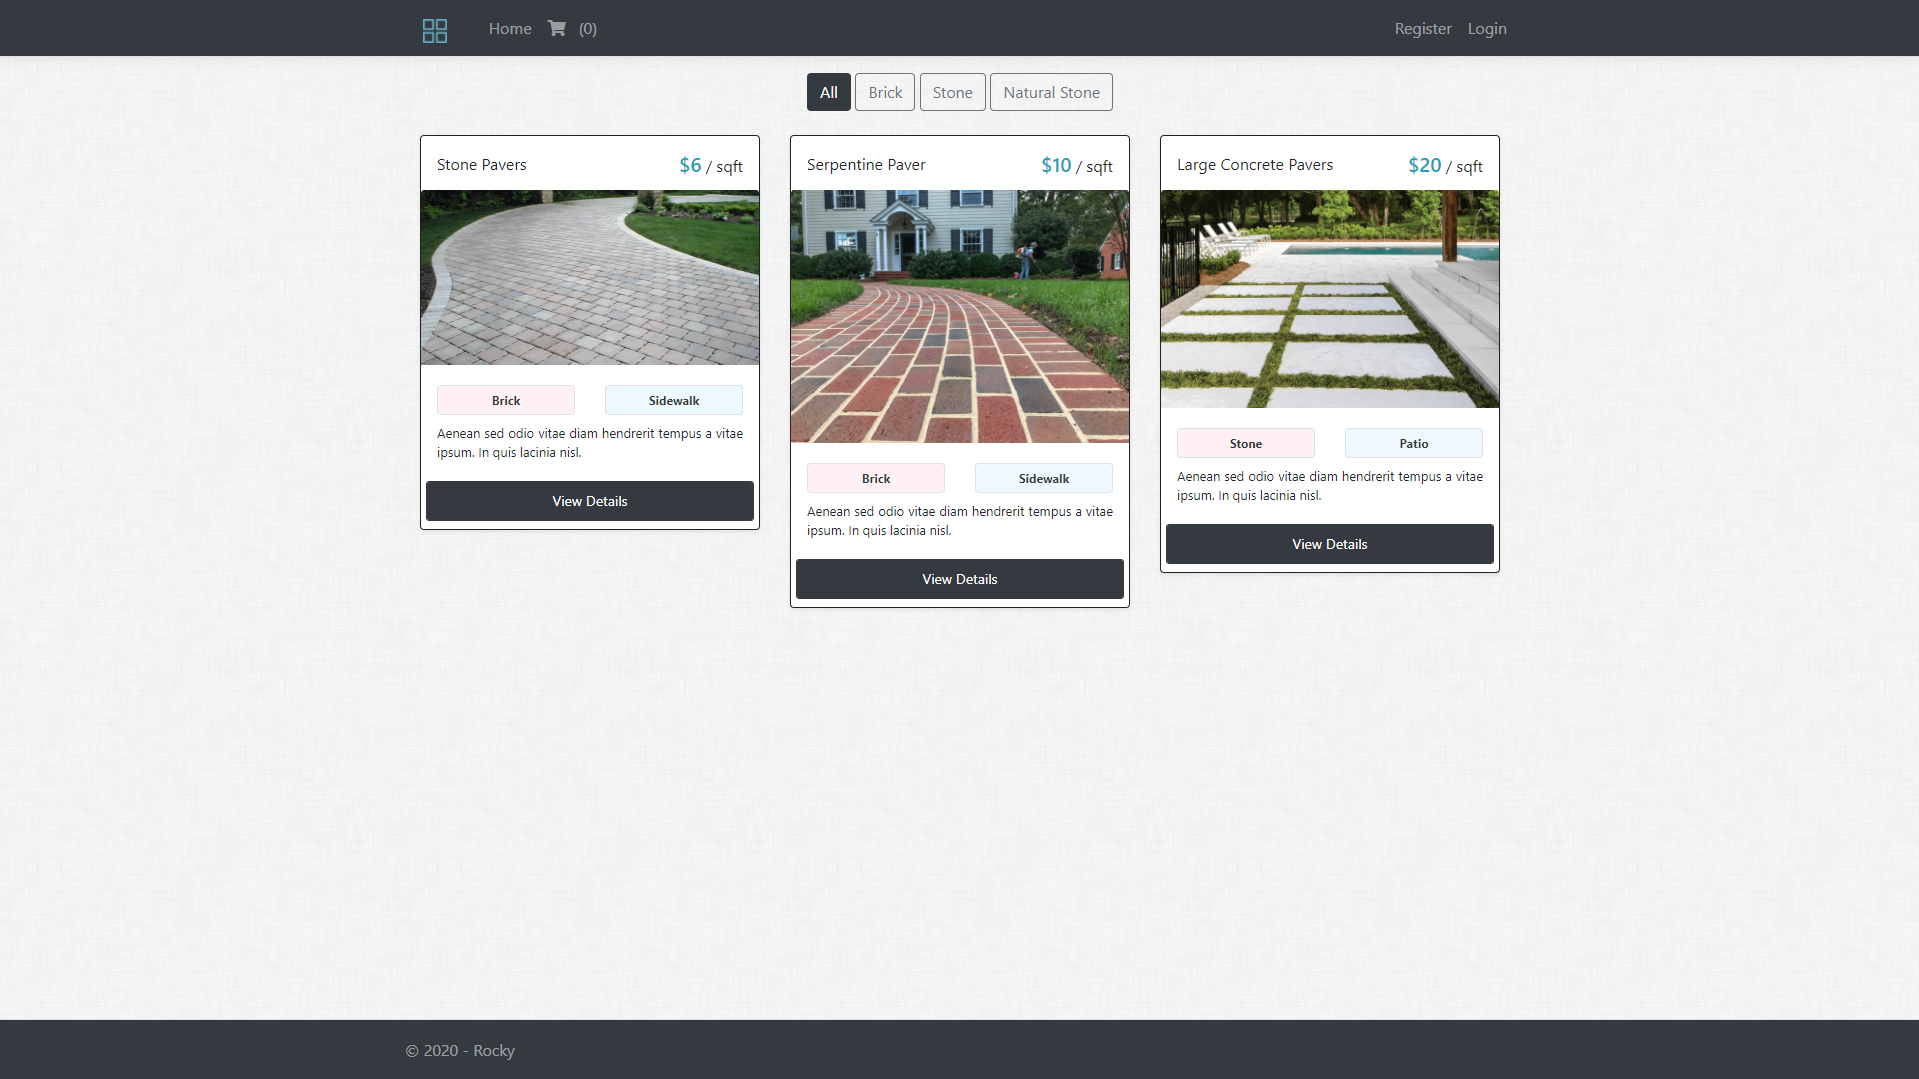 Home (0) Register Login
All Brick Stone Natural Stone
Stone Pavers $6 / sqft
Brick Sidewalk
Aenean sed odio vitae diam hendrerit tempus a vitae
ipsum. In quis lacinia nisl.
View Details
Serpentine Paver $10 / sqft
Brick Sidewalk
Aenean sed odio vitae diam hendrerit tempus a vitae
ipsum. In quis lacinia nisl.
View Details
Large Concrete Pavers $20 / sqft
Stone Patio
Aenean sed odio vitae diam hendrerit tempus a vitae
ipsum. In quis lacinia nisl.
View Details
© 2020 - Rocky